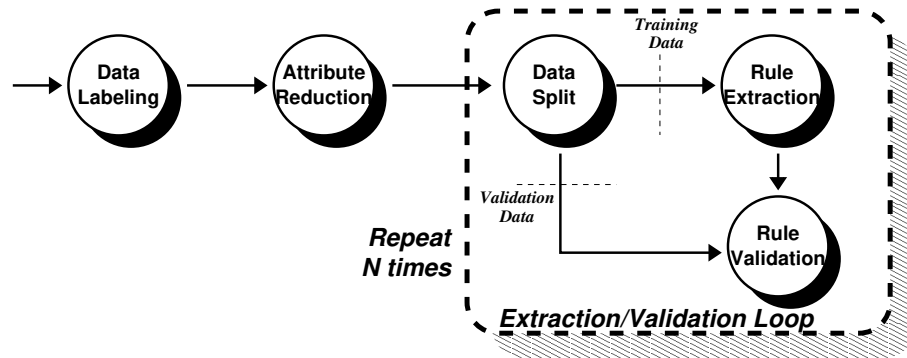 Training
Data
Data
Labeling
Attribute
Reduction
Data
Split
Rule
Extraction
Validation
Data
Repeat
N times
Rule
Validation
Extraction/Validation Loop